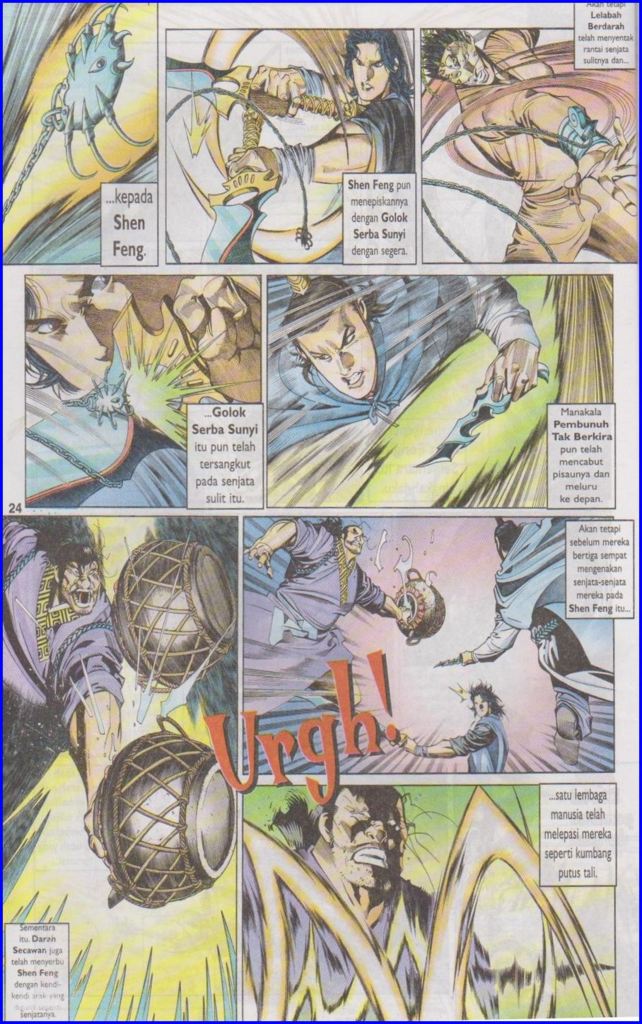 ...kepada
Shen
Feng.
Shen Feng pun
menepiskannya
dengan Golok
Serba Sunyi
dengan segera.
Akan tetapi
Lelabah
Berdarah
telah menyentak
rantai senjata
sulitnya dan...
...Golok
Serba Sunyi
itu pun telah
tersangkut
pada senjata
sulit itu.
Manakala
Pembunuh
Tak Berkira
pun telah
mencabut
pisaunya dan
meluru
ke depan.
24
Sementara
itu, Darah
Secawan juga
telah menyerbu
Shen Feng
dengan kendi-
kendi arak yang
senjatanya.
Akan tetapi
sebelum mereka
bertiga sempat
mengenakan
senjata-senjata
mereka pada
Shen Feng itu...
Urgh!
...satu lembaga
manusia telah
melepasi mereka
seperti kumbang
putus tali.